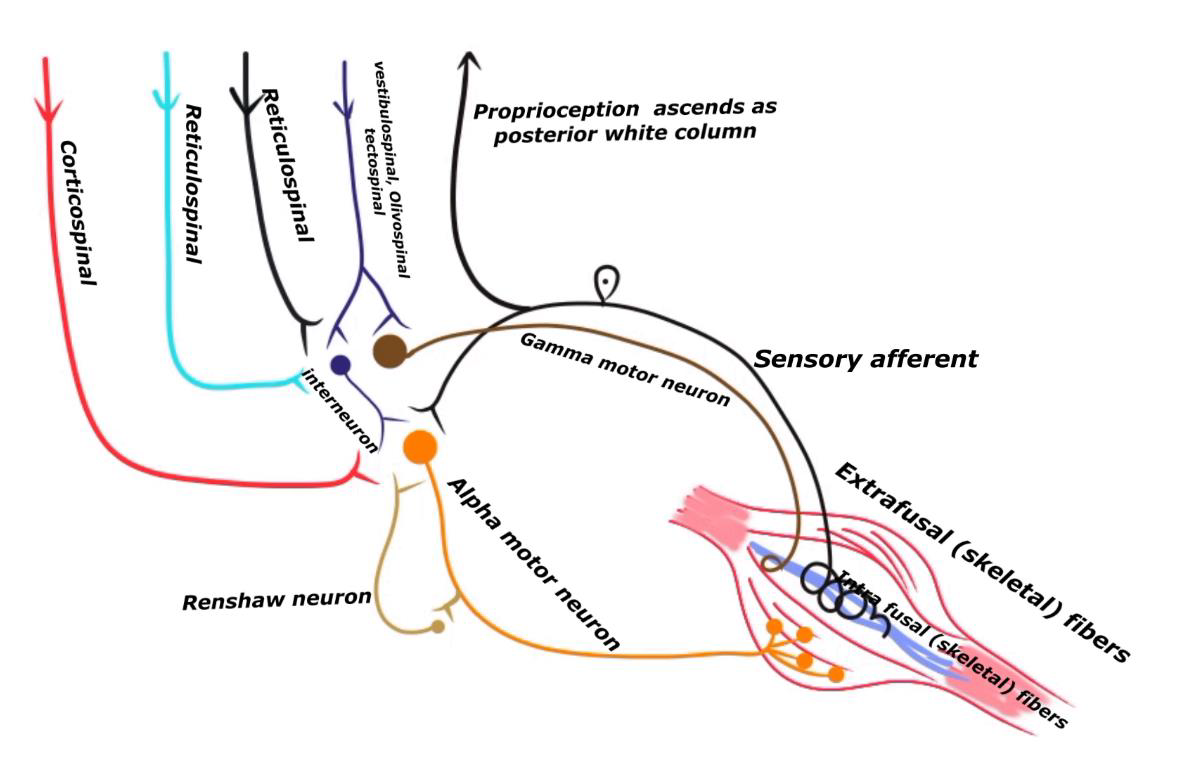 Corticospinal
Reticulospinal
Reticulospinal
vestibulospinal, Olivospinal
tectospinal
Proprioception ascends as
posterior white column
Sensory afferent
Gamma motor neuron
interneuron
Alpha motor neuron
Renshaw neuron
Extrafusal (skeletal) fibers
Intra fusal (skeletal) fibers